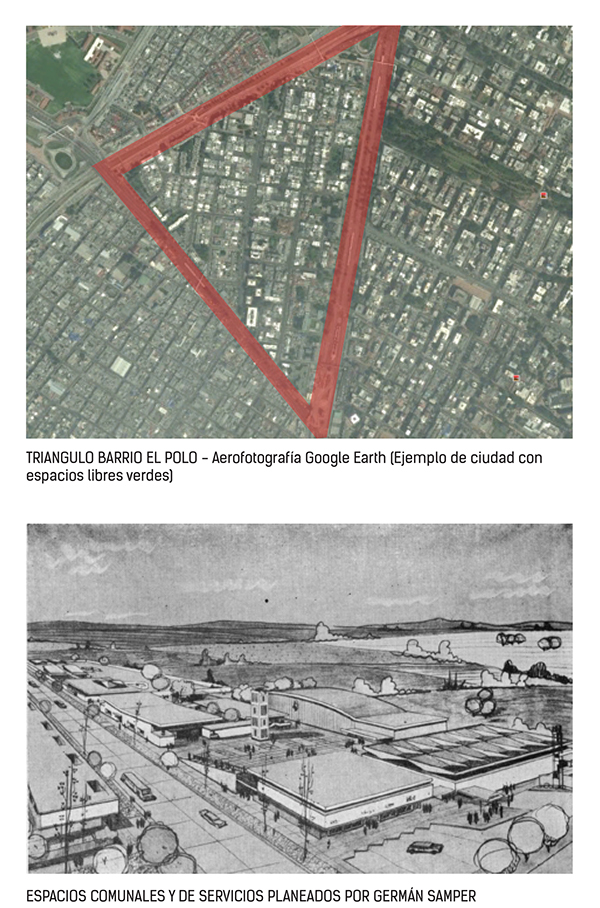 TRIANGULO BARRIO EL POLO – Aerofotografía Google Earth (Ejemplo de ciudad con
espacios libres verdes)
ESPACIOS COMUNALES Y DE SERVICIOS PLANEADOS POR GERMÁN SAMPER